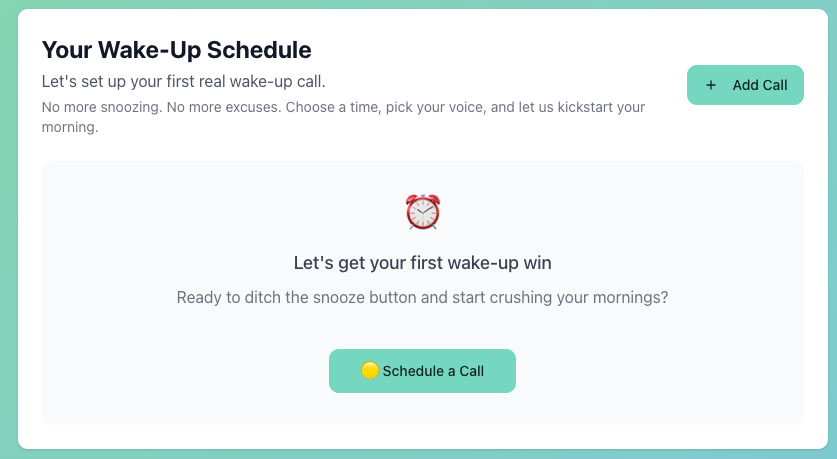 Your Wake-Up Schedule
Let's set up your first real wake-up call.
No more snoozing. No more excuses. Choose a time, pick your voice, and let us kickstart your
morning.
+ Add Call
Let's get your first wake-up win
Ready to ditch the snooze button and start crushing your mornings?
Schedule a Call